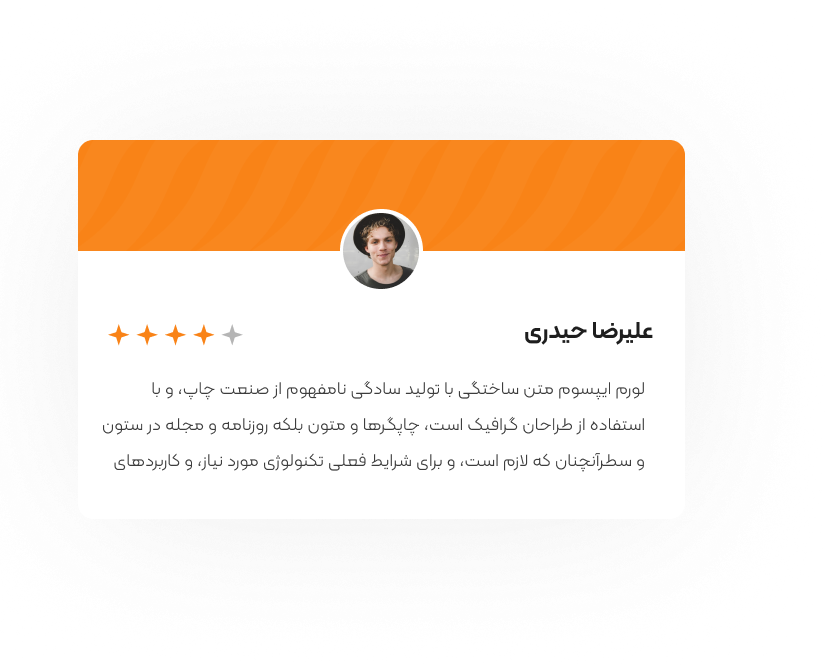 علیرضا حیدری
لورم ایپسوم متن ساختگی با تولید سادگی نامفهوم از صنعت چاپ، و با
استفاده از طراحان گرافیک است، چاپگرها و متون بلکه روزنامه و مجله در ستون
و سطرآنچنان که لازم است، و برای شرایط فعلی تکنولوژی مورد نیاز، و کاربردهای